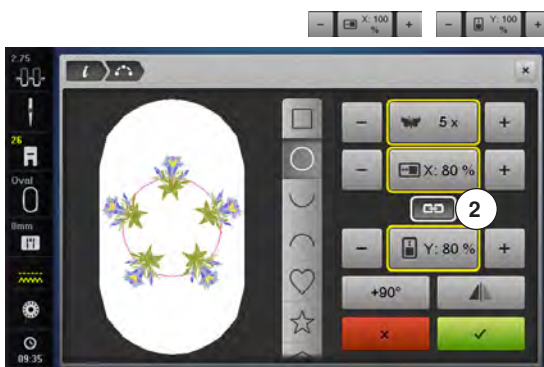 - X: 100 % + - Y: 100 % +
2.75
26
Oval
0mm
09:35
- 5 x +
- X: 80 % +
2
- Y: 80 % +
+90°